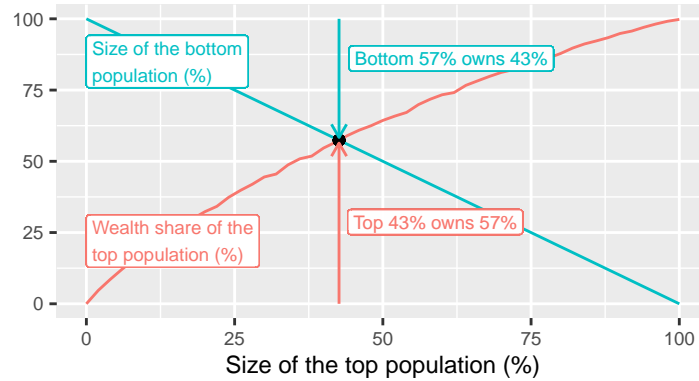 100
75
50
25
0
Size of the bottom
population (%)
Bottom 57% owns 43%
Wealth share of the
top population (%)
Top 43% owns 57%
0
25
50
75
100
Size of the top population (%)